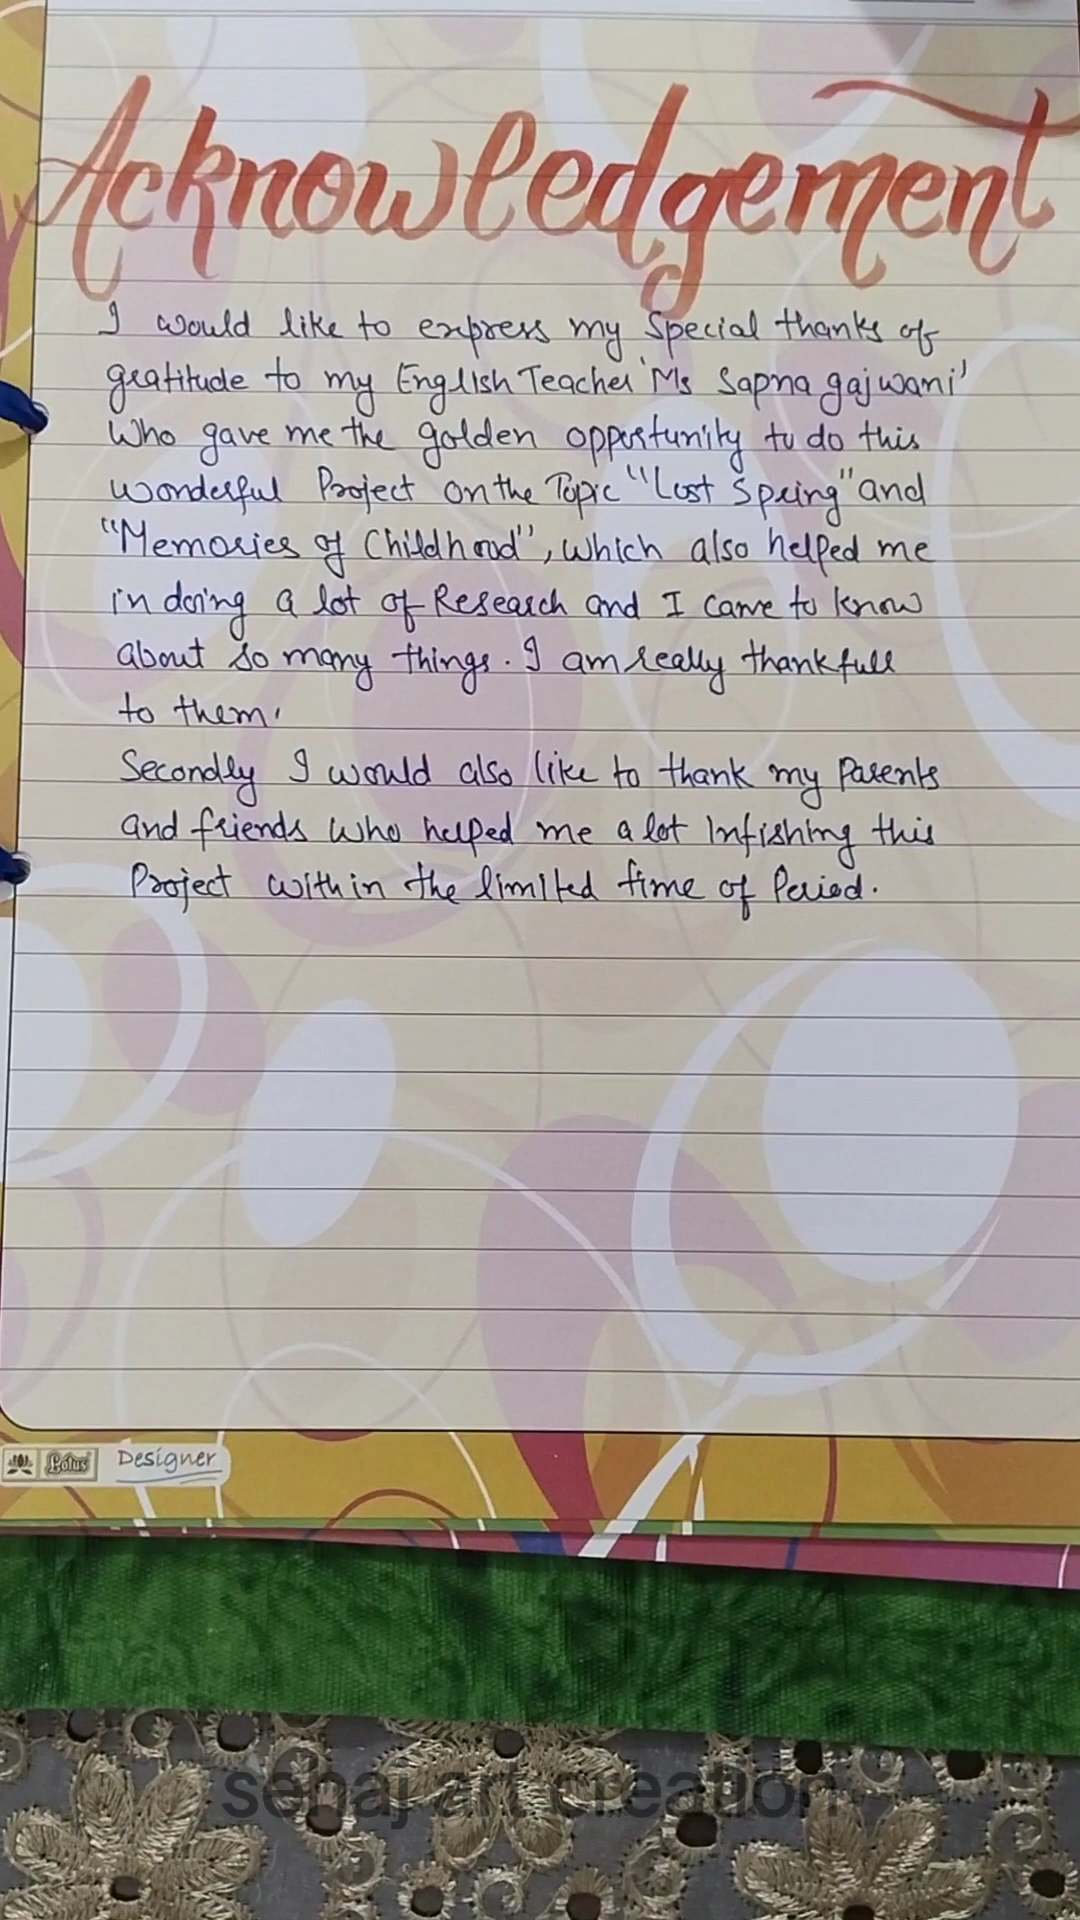 Acknowledgement
I would like to express my Special thanks of
gratitude to my English Teacher 'Ms Sapna gajwani'
Who gave me the golden opportunity to do this
wonderful Project on the Topic "Lost Spring" and
"Memories of Childhood", which also helped me
in doing a lot of Research and I came to know
about so many things. I am really thankfull
to them.
Secondly I would also like to thank my Parents
and friends who helped me a lot Infishing this
Project within the limited time of Period.
Lotus Designer
sehaj art creation